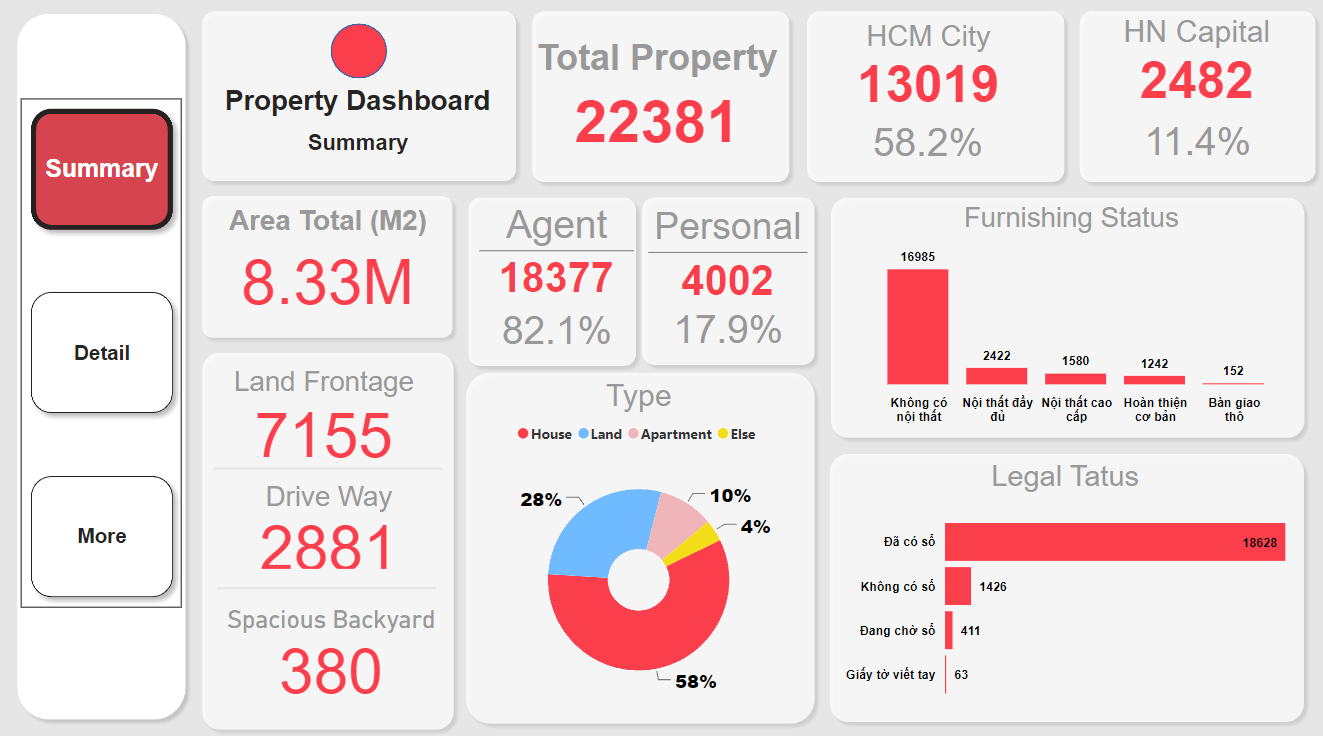 Summary
Detail
More
Property Dashboard
Summary
Total Property
22381
HCM City
13019
58.2%
HN Capital
2482
11.4%
Area Total (M2)
8.33M
Agent
18377
82.1%
Personal
4002
17.9%
Furnishing Status
16985
2422
1580
1242
152
Không có
nội thất
Nội thất đầy
đủ
Nội thất cao
cấp
Hoàn thiện
cơ bản
Bàn giao
thô
Land Frontage
7155
Drive Way
2881
Spacious Backyard
380
Type
House Land Apartment Else
28%
10%
4%
58%
Legal Tatus
Đã có sổ 18628
Không có sổ 1426
Đang chờ sổ 411
Giấy tờ viết tay 63